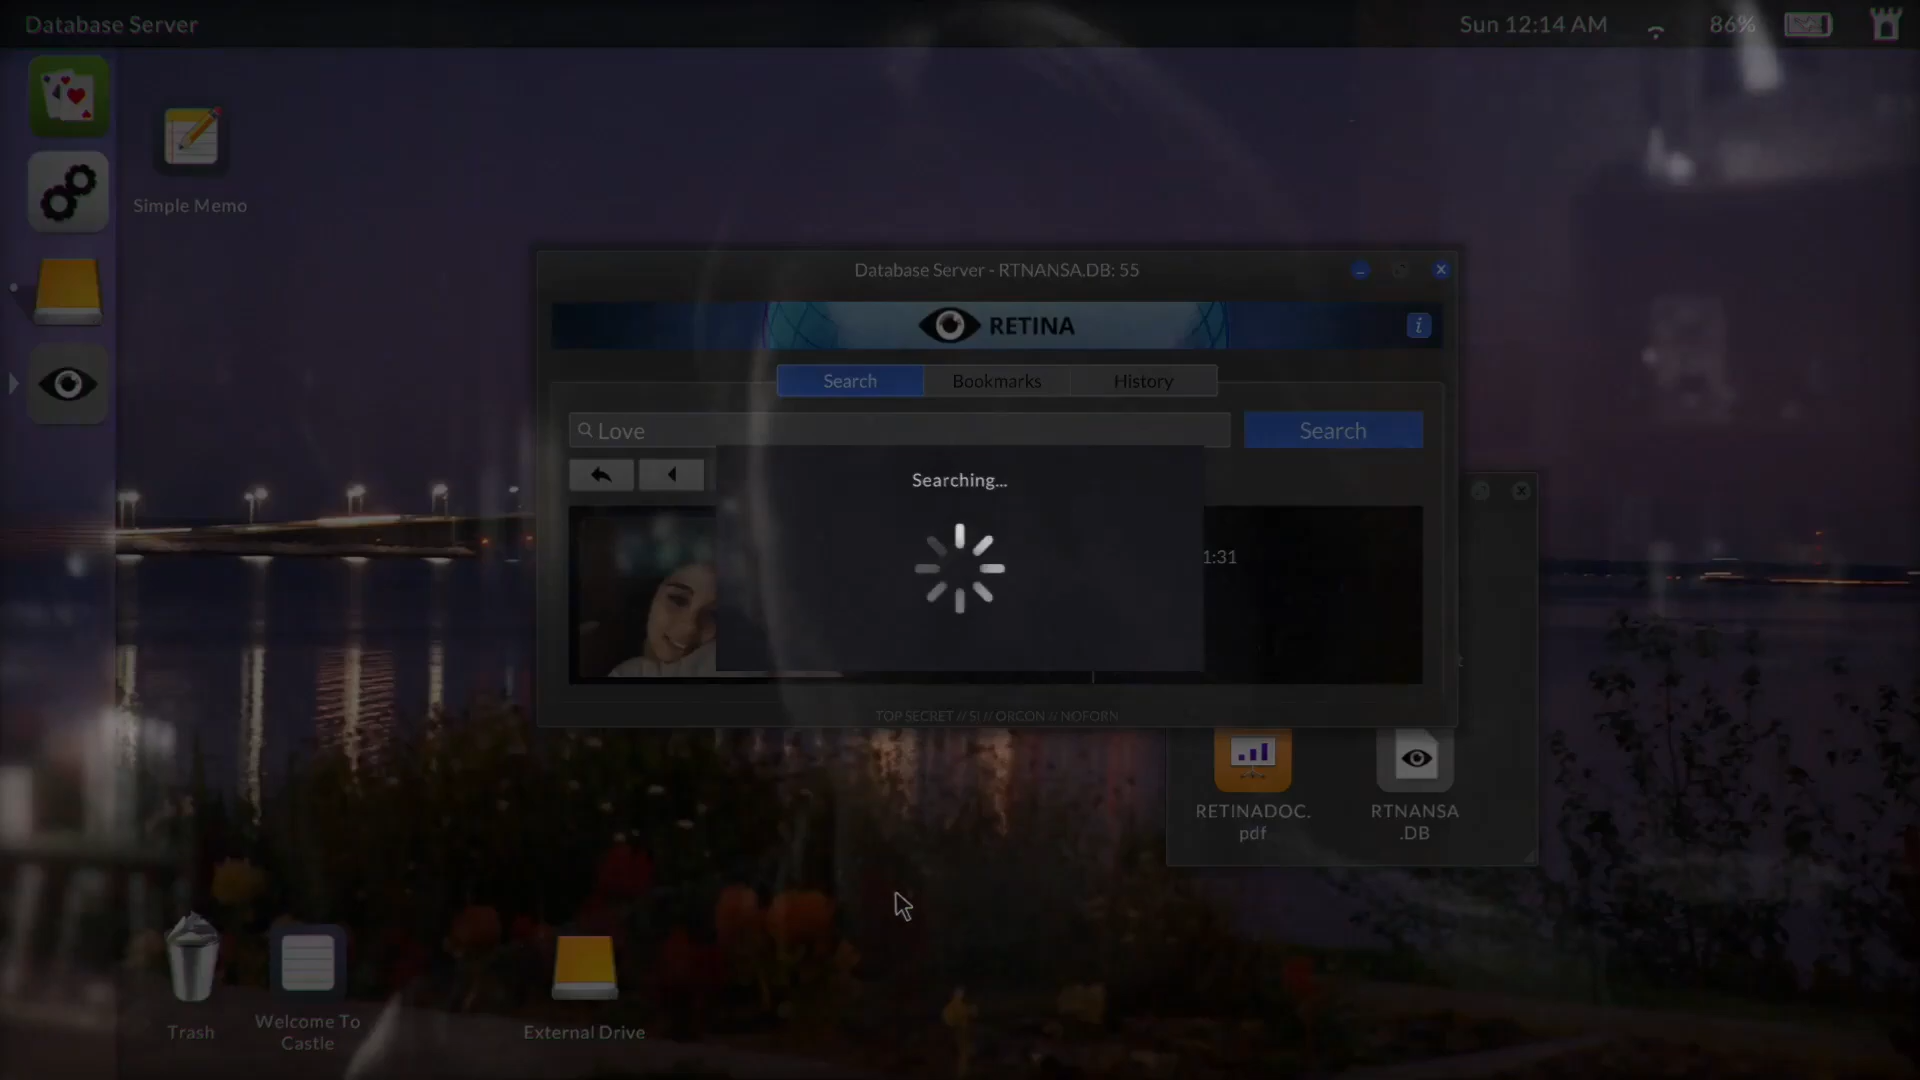 Database Server
Sun 12:14 AM
86%
Simple Memo
Database Server - RTNANSA.DB: 55
RETINA
i
Search
Bookmarks
History
Love
Search
Searching...
1:31
TOP SECRET // SI // ORCON // NOFORN
RETINADOC.
pdf
RTNANSA
.DB
Trash
Welcome To
Castle
External Drive